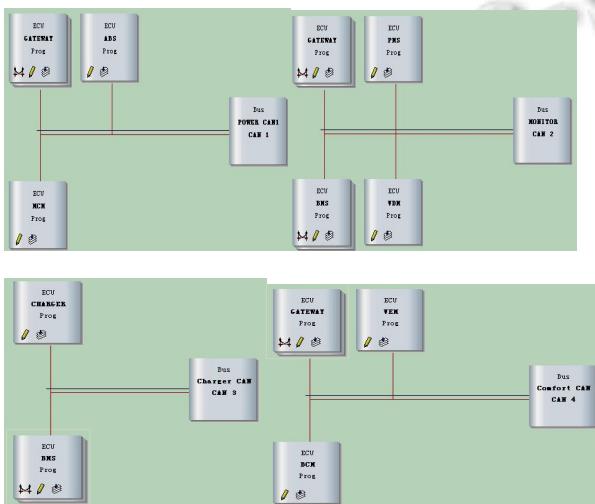 ECU
GATEWAY
Prog
ECU
ABS
Prog
Bus
POWER CAN1
CAN 1
ECU
MCM
Prog
ECU
GATEWAY
Prog
ECU
PMS
Prog
Bus
MONITOR
CAN 2
ECU
BMS
Prog
ECU
VDM
Prog
ECU
CHARGER
Prog
Bus
Charger CAN
CAN 3
ECU
BMS
Prog
ECU
GATEWAY
Prog
ECU
VEM
Prog
Bus
Comfort CAN
CAN 4
ECU
BCM
Prog